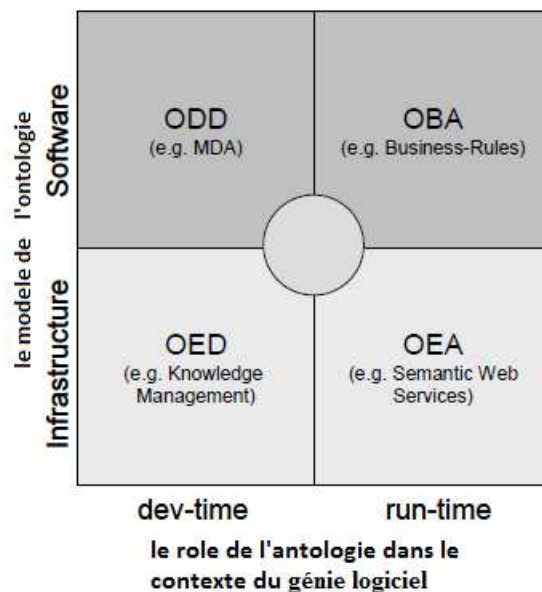 le modele de l'ontologie
Software
Infrastructure
ODD
(e.g. MDA)
OBA
(e.g. Business-Rules)
OED
(e.g. Knowledge
Management)
OEA
(e.g. Semantic Web
Services)
dev-time
run-time
le role de l'antologie dans le
contexte du génie logiciel